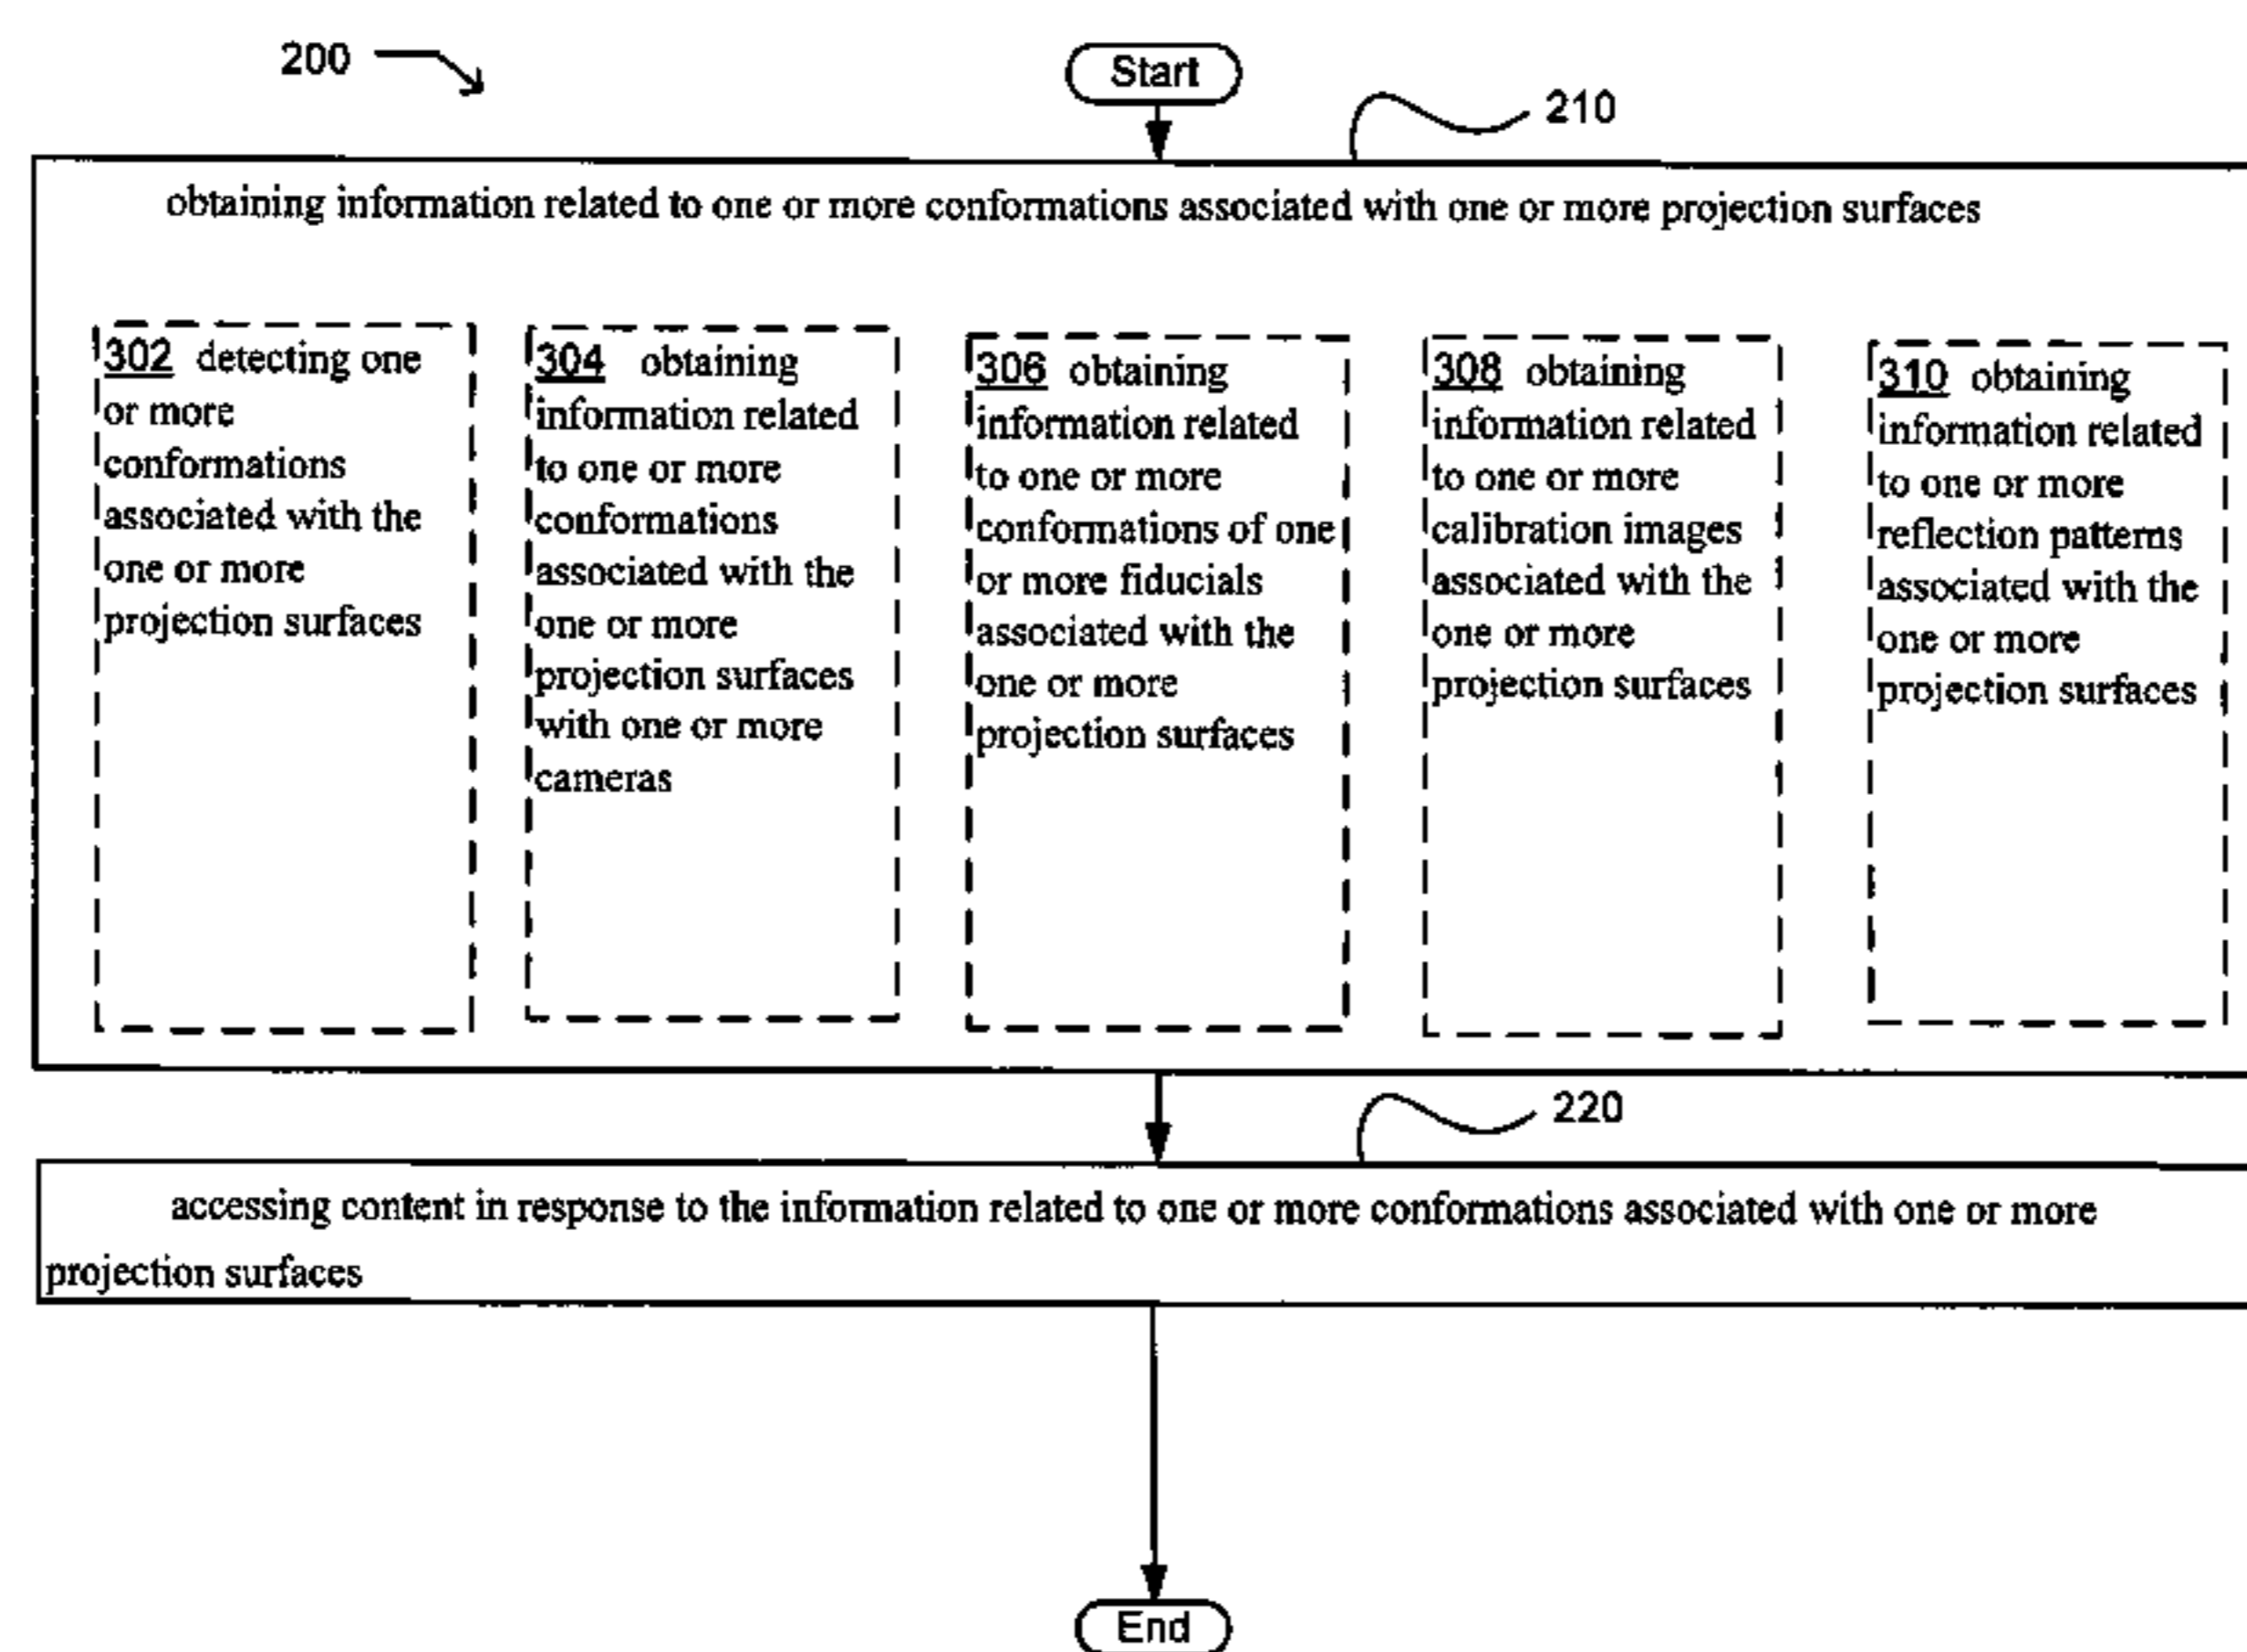 200
Start
210
obtaining information related to one or more conformations associated with one or more projection surfaces
302 detecting one
or more
conformations
associated with the
one or more
projection surfaces
304 obtaining
information related
to one or more
conformations
associated with the
one or more
projection surfaces
with one or more
cameras
306 obtaining
information related
to one or more
conformations of one
or more fiducials
associated with the
one or more
projection surfaces
308 obtaining
information related
to one or more
calibration images
associated with the
one or more
projection surfaces
310 obtaining
information related
to one or more
reflection patterns
associated with the
one or more
projection surfaces
220
accessing content in response to the information related to one or more conformations associated with one or more
projection surfaces
End